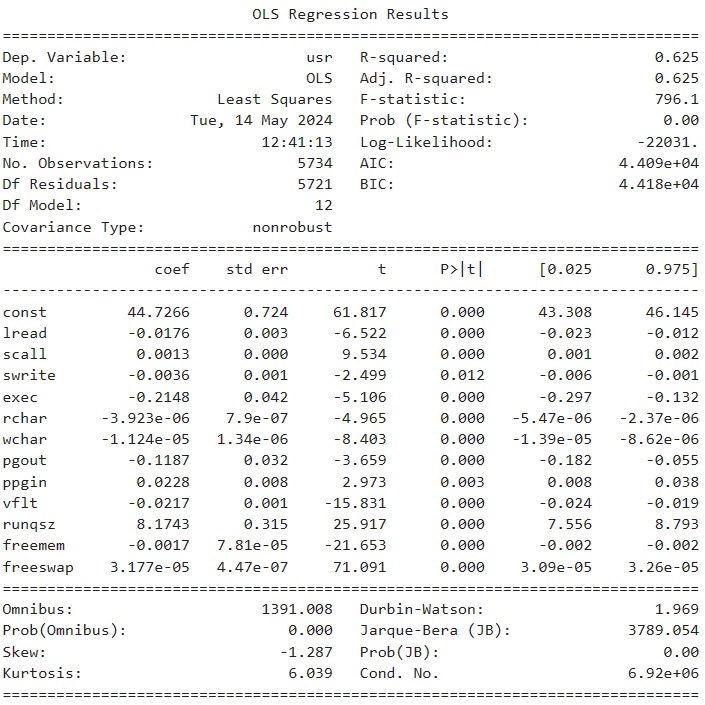 OLS Regression Results
==============================================================================
Dep. Variable: usr R-squared: 0.625
Model: OLS Adj. R-squared: 0.625
Method: Least Squares F-statistic: 796.1
Date: Tue, 14 May 2024 Prob (F-statistic): 0.00
Time: 12:41:13 Log-Likelihood: -22031.
No. Observations: 5734 AIC: 4.409e+04
Df Residuals: 5721 BIC: 4.418e+04
Df Model: 12
Covariance Type: nonrobust
==============================================================================
coef std err t P>|t| [0.025 0.975]
------------------------------------------------------------------------------
const 44.7266 0.724 61.817 0.000 43.308 46.145
lread -0.0176 0.003 -6.522 0.000 -0.023 -0.012
scall 0.0013 0.000 9.534 0.000 0.001 0.002
swrite -0.0036 0.001 -2.499 0.012 -0.006 -0.001
exec -0.2148 0.042 -5.106 0.000 -0.297 -0.132
rchar -3.923e-06 7.9e-07 -4.965 0.000 -5.47e-06 -2.37e-06
wchar -1.124e-05 1.34e-06 -8.403 0.000 -1.39e-05 -8.62e-06
pgout -0.1187 0.032 -3.659 0.000 -0.182 -0.055
ppgin 0.0228 0.008 2.973 0.003 0.008 0.038
vflt -0.0217 0.001 -15.831 0.000 -0.024 -0.019
runqsz 8.1743 0.315 25.917 0.000 7.556 8.793
freemem -0.0017 7.81e-05 -21.653 0.000 -0.002 -0.002
freeswap 3.177e-05 4.47e-07 71.091 0.000 3.09e-05 3.26e-05
==============================================================================
Omnibus: 1391.008 Durbin-Watson: 1.969
Prob(Omnibus): 0.000 Jarque-Bera (JB): 3789.054
Skew: -1.287 Prob(JB): 0.00
Kurtosis: 6.039 Cond. No. 6.92e+06
==============================================================================